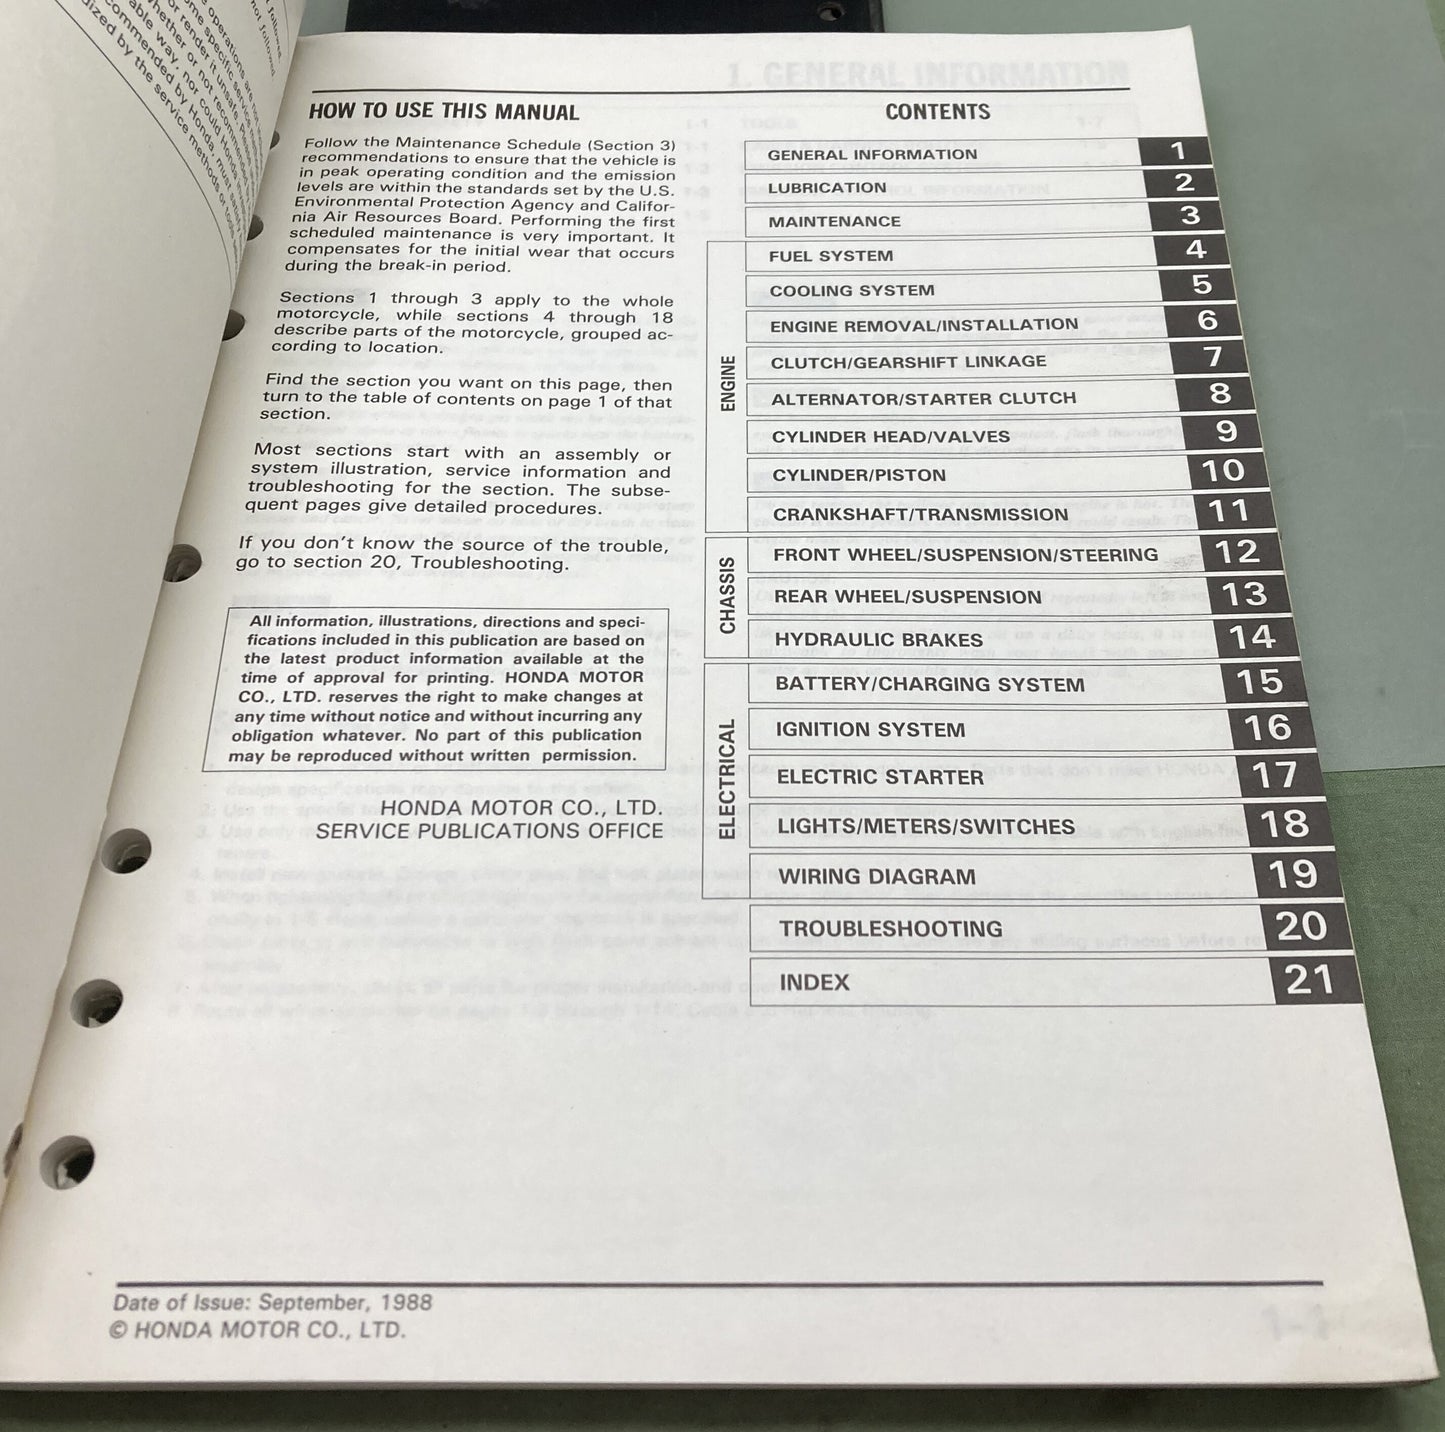 HOW TO USE THIS MANUAL
Follow the Maintenance Schedule (Section 3)
recommendations to ensure that the vehicle is
in peak operating condition and the emission
levels are within the standards set by the U.S.
Environmental Protection Agency and Califor-
nia Air Resources Board. Performing the first
scheduled maintenance is very important. It
compensates for the initial wear that occurs
during the break-in period.
Sections 1 through 3 apply to the whole
motorcycle, while sections 4 through 18
describe parts of the motorcycle, grouped ac-
cording to location.
Find the section you want on this page, then
turn to the table of contents on page 1 of that
section.
Most sections start with an assembly or
system illustration, service information and
troubleshooting for the section. The subse-
quent pages give detailed procedures.
If you don't know the source of the trouble,
go to section 20, Troubleshooting.
All information, illustrations, directions and speci-
fications included in this publication are based on
the latest product information available at the
time of approval for printing. HONDA MOTOR
CO., LTD. reserves the right to make changes at
any time without notice and without incurring any
obligation whatever. No part of this publication
may be reproduced without written permission.
HONDA MOTOR CO., LTD.
SERVICE PUBLICATIONS OFFICE
CONTENTS
GENERAL INFORMATION 1
LUBRICATION 2
MAINTENANCE 3
ENGINE
FUEL SYSTEM 4
COOLING SYSTEM 5
ENGINE REMOVAL/INSTALLATION 6
CLUTCH/GEARSHIFT LINKAGE 7
ALTERNATOR/STARTER CLUTCH 8
CYLINDER HEAD/VALVES 9
CYLINDER/PISTON 10
CRANKSHAFT/TRANSMISSION 11
CHASSIS
FRONT WHEEL/SUSPENSION/STEERING 12
REAR WHEEL/SUSPENSION 13
HYDRAULIC BRAKES 14
ELECTRICAL
BATTERY/CHARGING SYSTEM 15
IGNITION SYSTEM 16
ELECTRIC STARTER 17
LIGHTS/METERS/SWITCHES 18
WIRING DIAGRAM 19
TROUBLESHOOTING 20
INDEX 21
Date of Issue: September, 1988
© HONDA MOTOR CO., LTD.